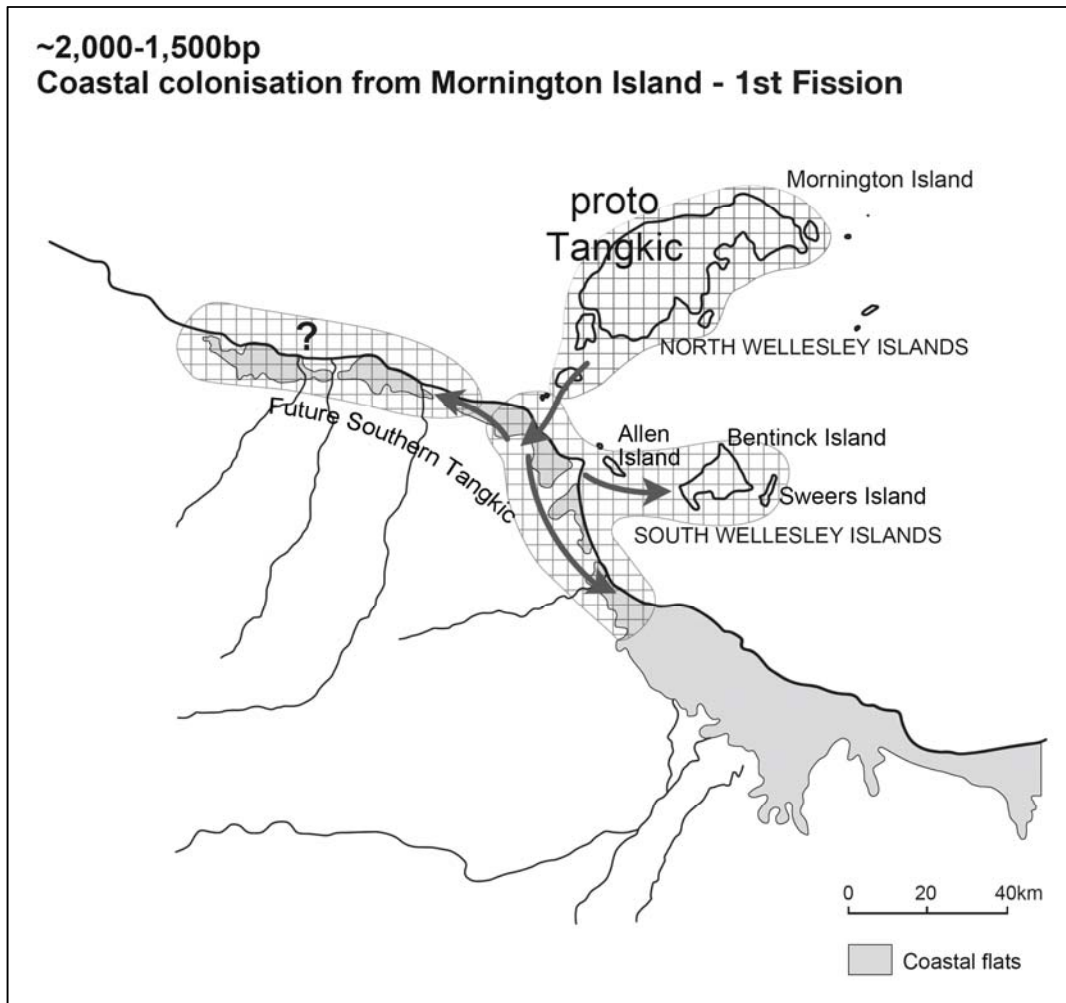 ~2,000-1,500bp
Coastal colonisation from Mornington Island - 1st Fission
Mornington Island
proto
Tangkic
NORTH WELLESLEY ISLANDS
?
Future Southern Tangkic
Allen
Island
Bentinck Island
Sweers Island
SOUTH WELLESLEY ISLANDS
0 20 40km
Coastal flats